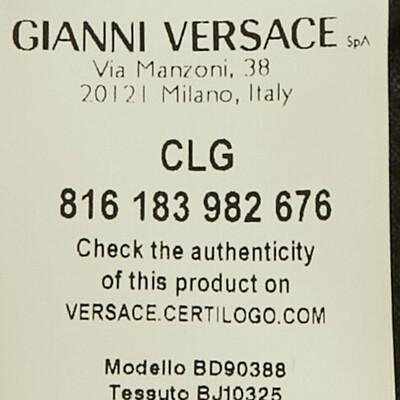 GIANNI VERSACE SpA
Via Manzoni, 38
20121 Milano, Italy
CLG
816 183 982 676
Check the authenticity
of this product on
VERSACE.CERTILOGO.COM
Modello BD90388
Tessuto BJ10325